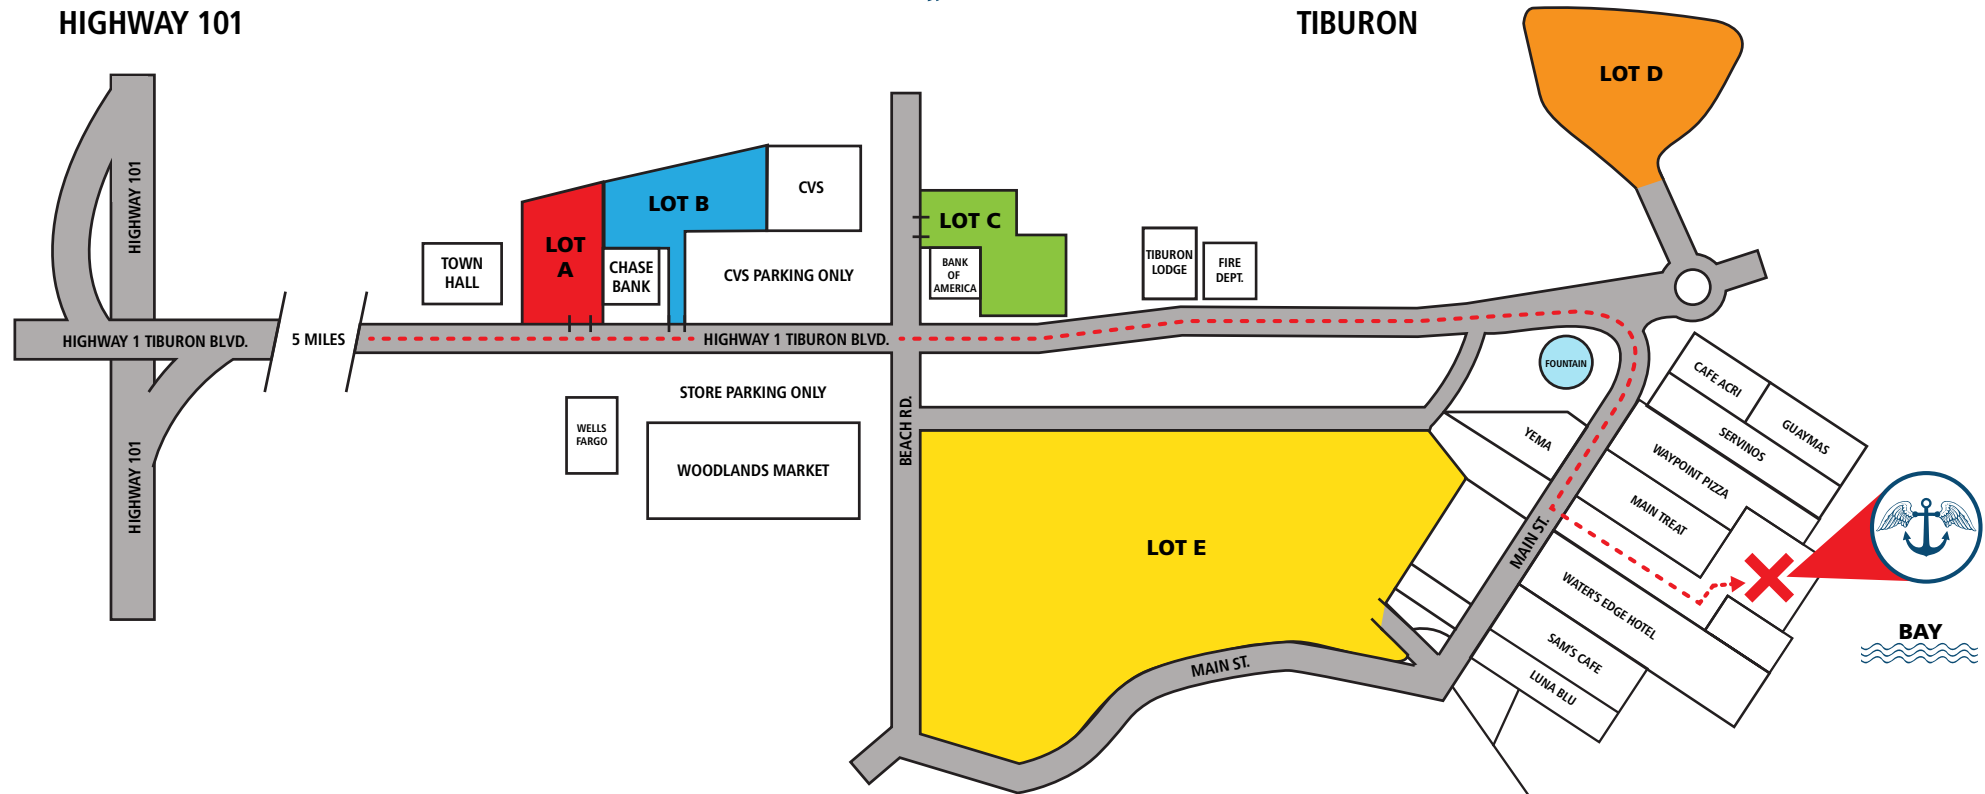 HIGHWAY 101
TIBURON
LOT D
HIGHWAY 101
CVS
LOT B
LOT C
LOT
A
TOWN
HALL
CHASE
BANK
CVS PARKING ONLY
BANK
OF
AMERICA
TIBURON
LODGE
FIRE
DEPT.
HIGHWAY 1 TIBURON BLVD.
5 MILES
HIGHWAY 1 TIBURON BLVD.
FOUNTAIN
CAFE ACRI
GUAYMAS
STORE PARKING ONLY
WELLS
FARGO
BEACH RD.
YEMA
SERVINOS
WAYPOINT PIZZA
WOODLANDS MARKET
HIGHWAY 101
MAIN TREAT
LOT E
MAIN ST.
WATER'S EDGE HOTEL
SAM'S CAFE
LUNA BLU
BAY
MAIN ST.